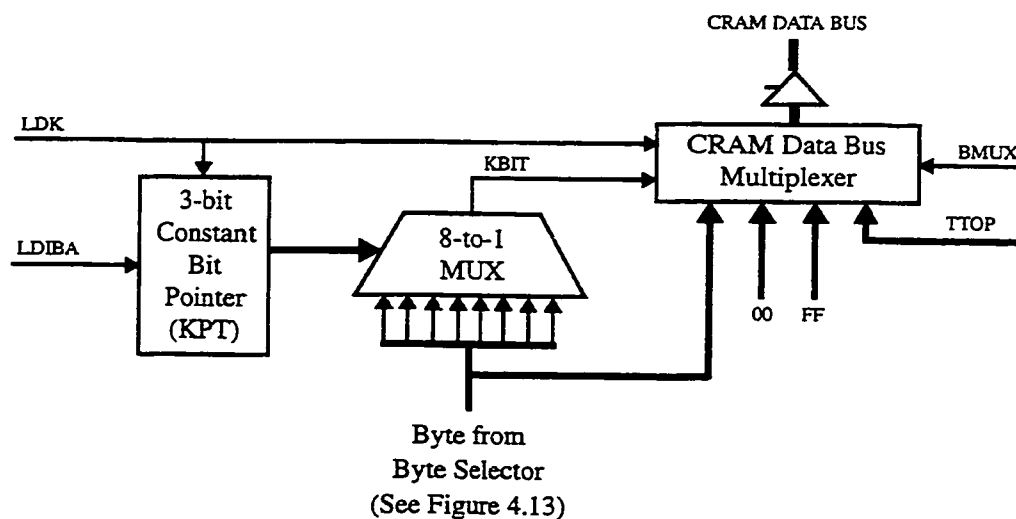 CRAM DATA BUS
LDK
KBIT
CRAM Data Bus
Multiplexer
BMUX
3-bit
Constant
Bit
Pointer
(KPT)
8-to-1
MUX
LDIBA
TTOP
00
FF
Byte from
Byte Selector
(See Figure 4.13)